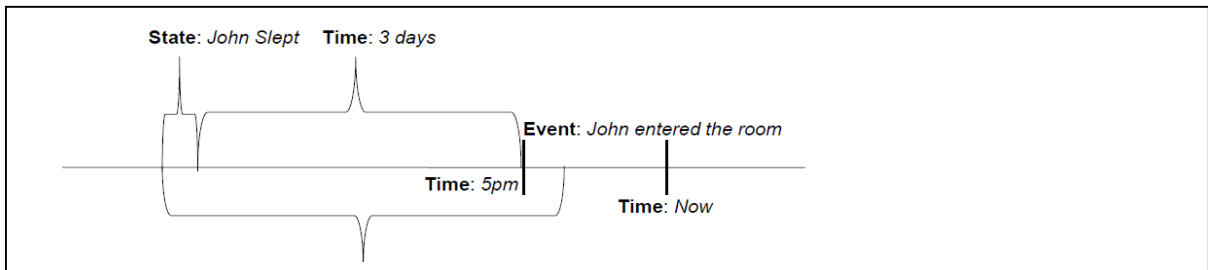 State: John Slept Time: 3 days
Event: John entered the room
Time: 5pm
Time: Now